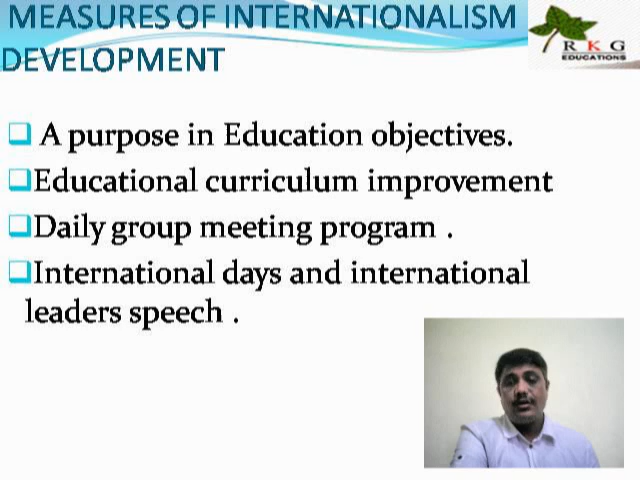 MEASURES OF INTERNATIONALISM
DEVELOPMENT
R K G
EDUCATIONS
A purpose in Education objectives.
Educational curriculum improvement
Daily group meeting program .
International days and international
leaders speech .